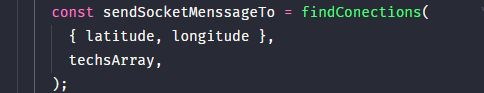 const sendSocketMenssageTo = findConections(
{ latitude, longitude },
techsArray,
);